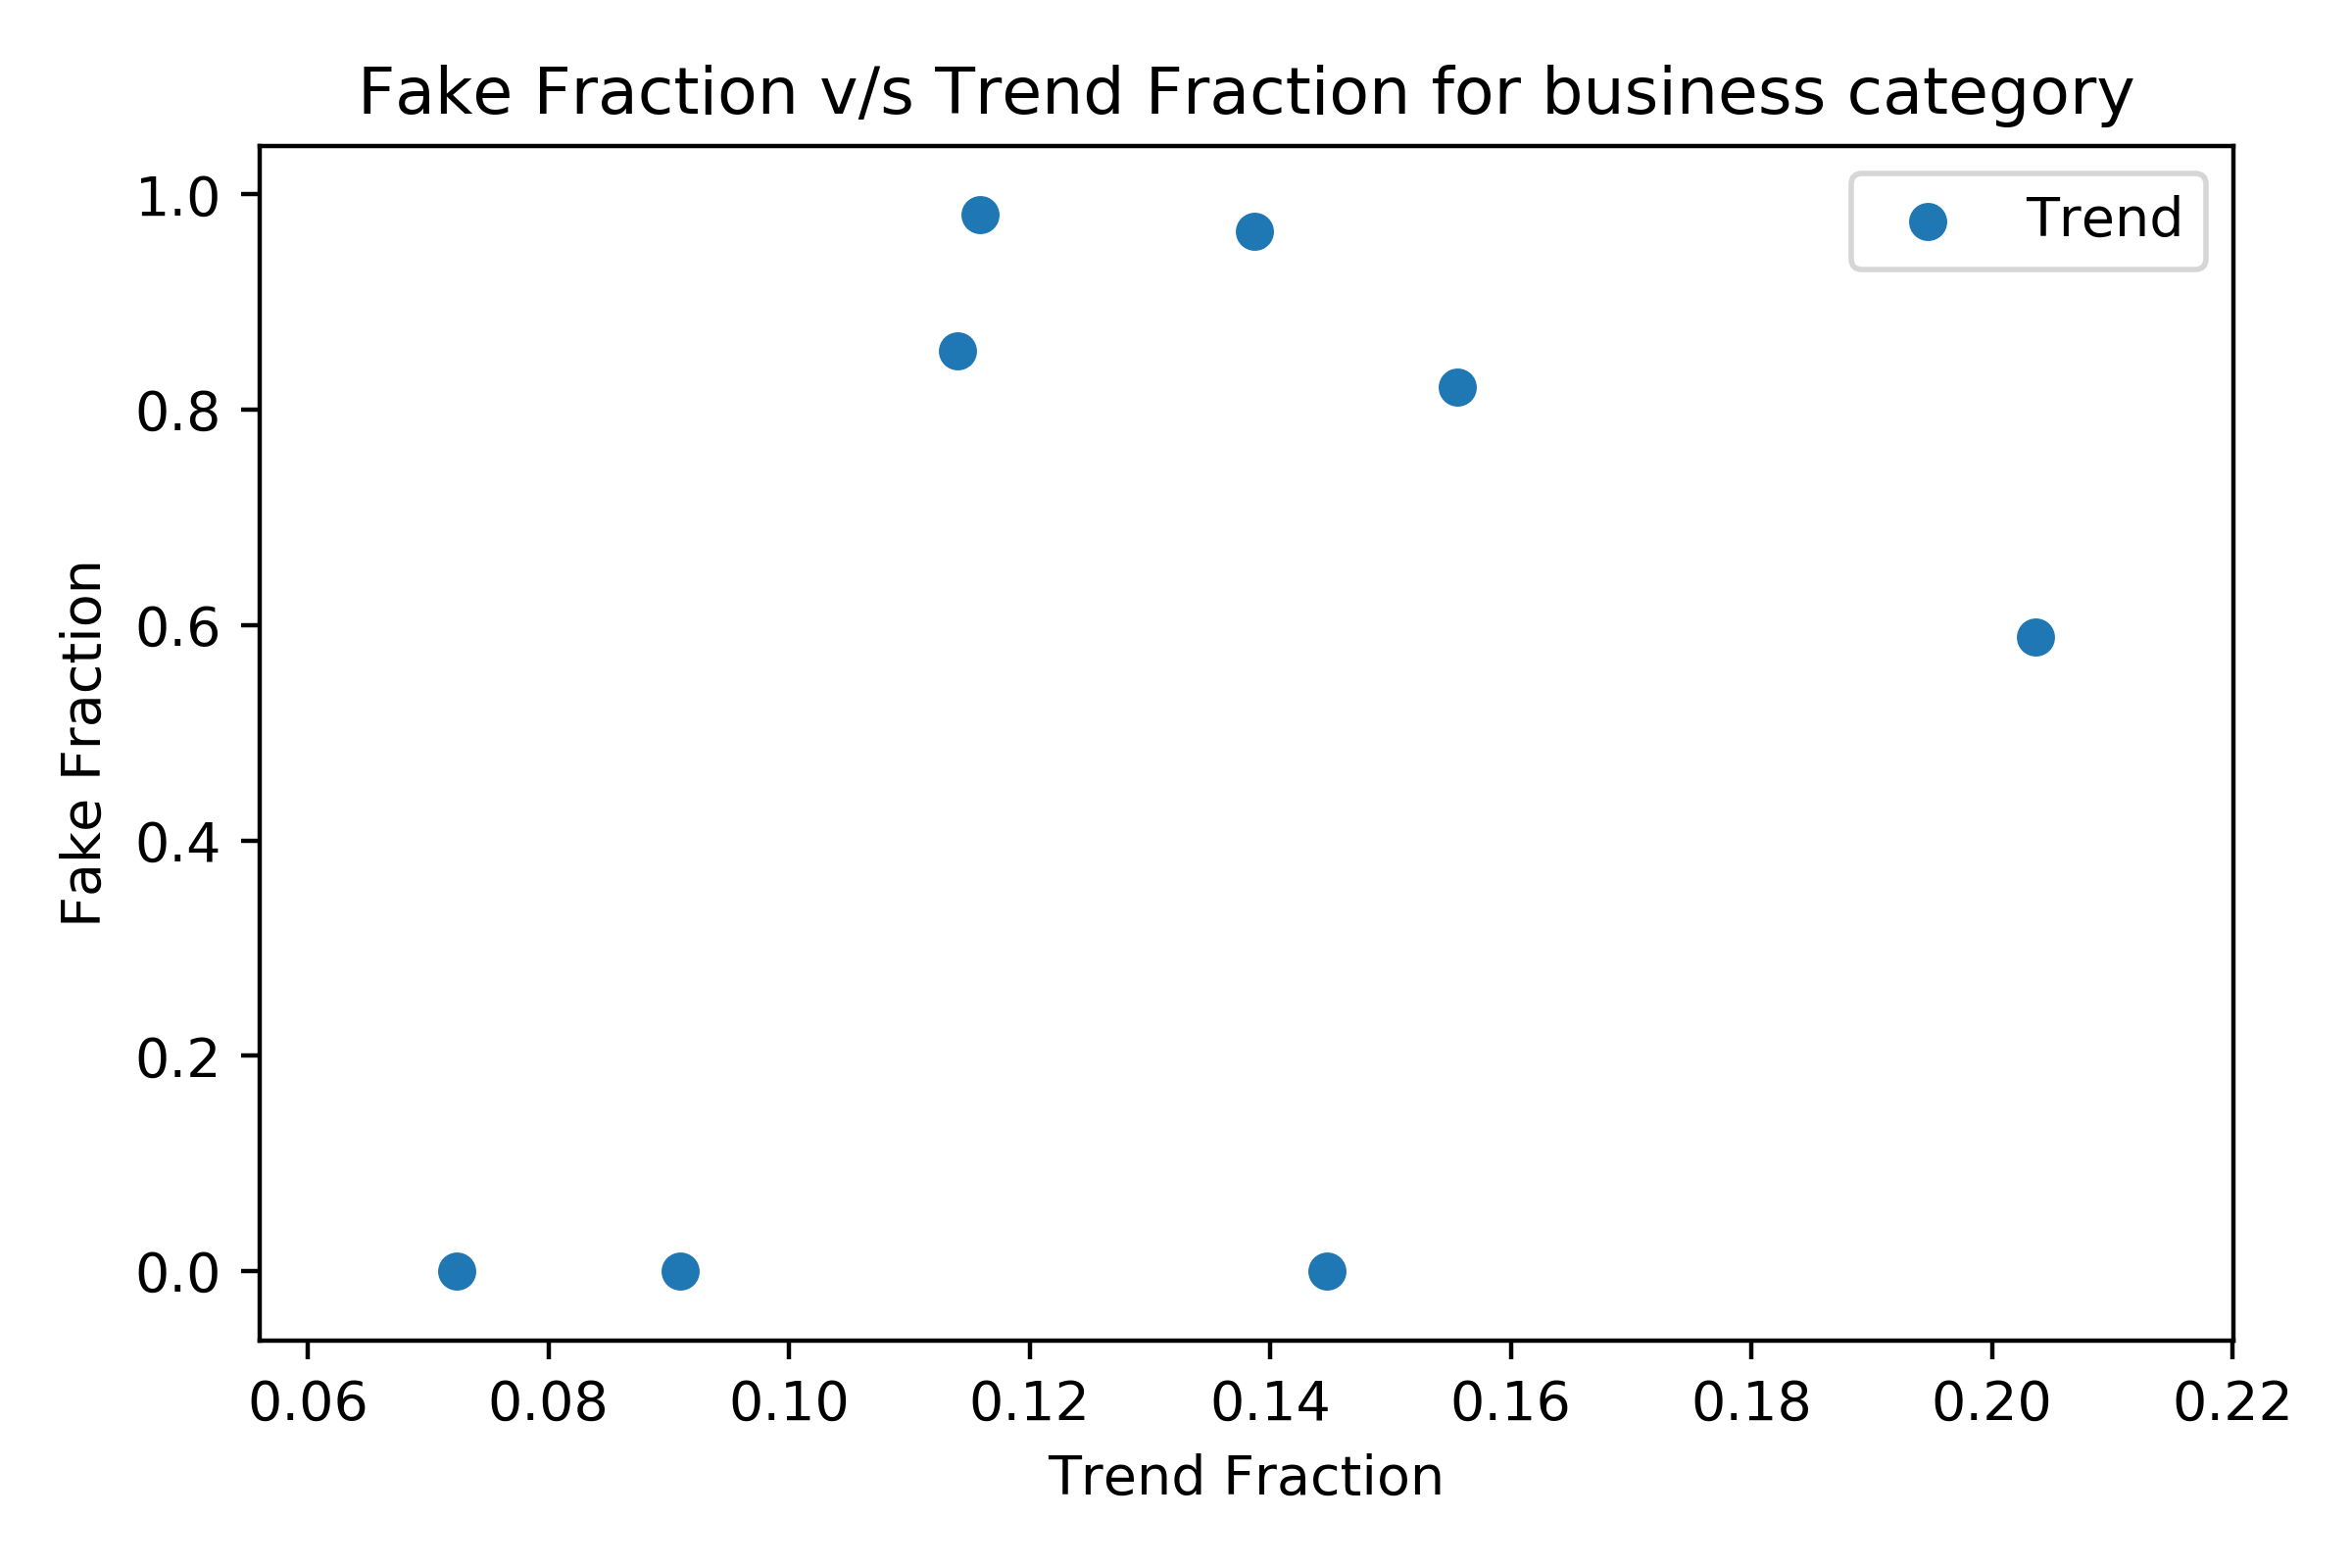 Fake Fraction v/s Trend Fraction for business category
Trend
1.0
0.8
0.6
0.4
0.2
0.0
Fake Fraction
0.06 0.08 0.10 0.12 0.14 0.16 0.18 0.20 0.22
Trend Fraction